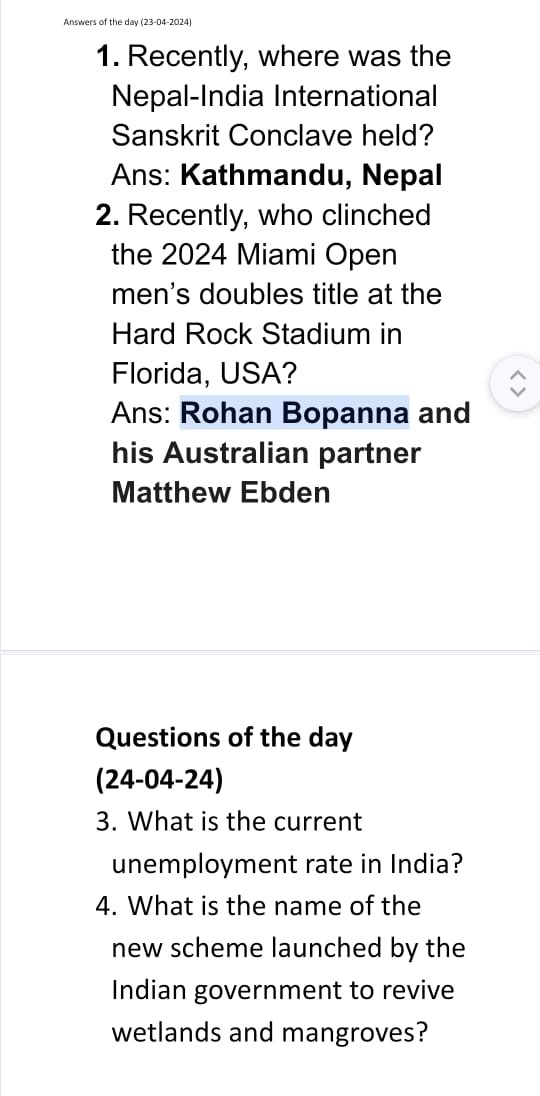 Answers of the day (23-04-2024)
1. Recently, where was the
Nepal-India International
Sanskrit Conclave held?
Ans: Kathmandu, Nepal
2. Recently, who clinched
the 2024 Miami Open
men’s doubles title at the
Hard Rock Stadium in
Florida, USA?
Ans: Rohan Bopanna and
his Australian partner
Matthew Ebden
Questions of the day
(24-04-24)
3. What is the current
unemployment rate in India?
4. What is the name of the
new scheme launched by the
Indian government to revive
wetlands and mangroves?